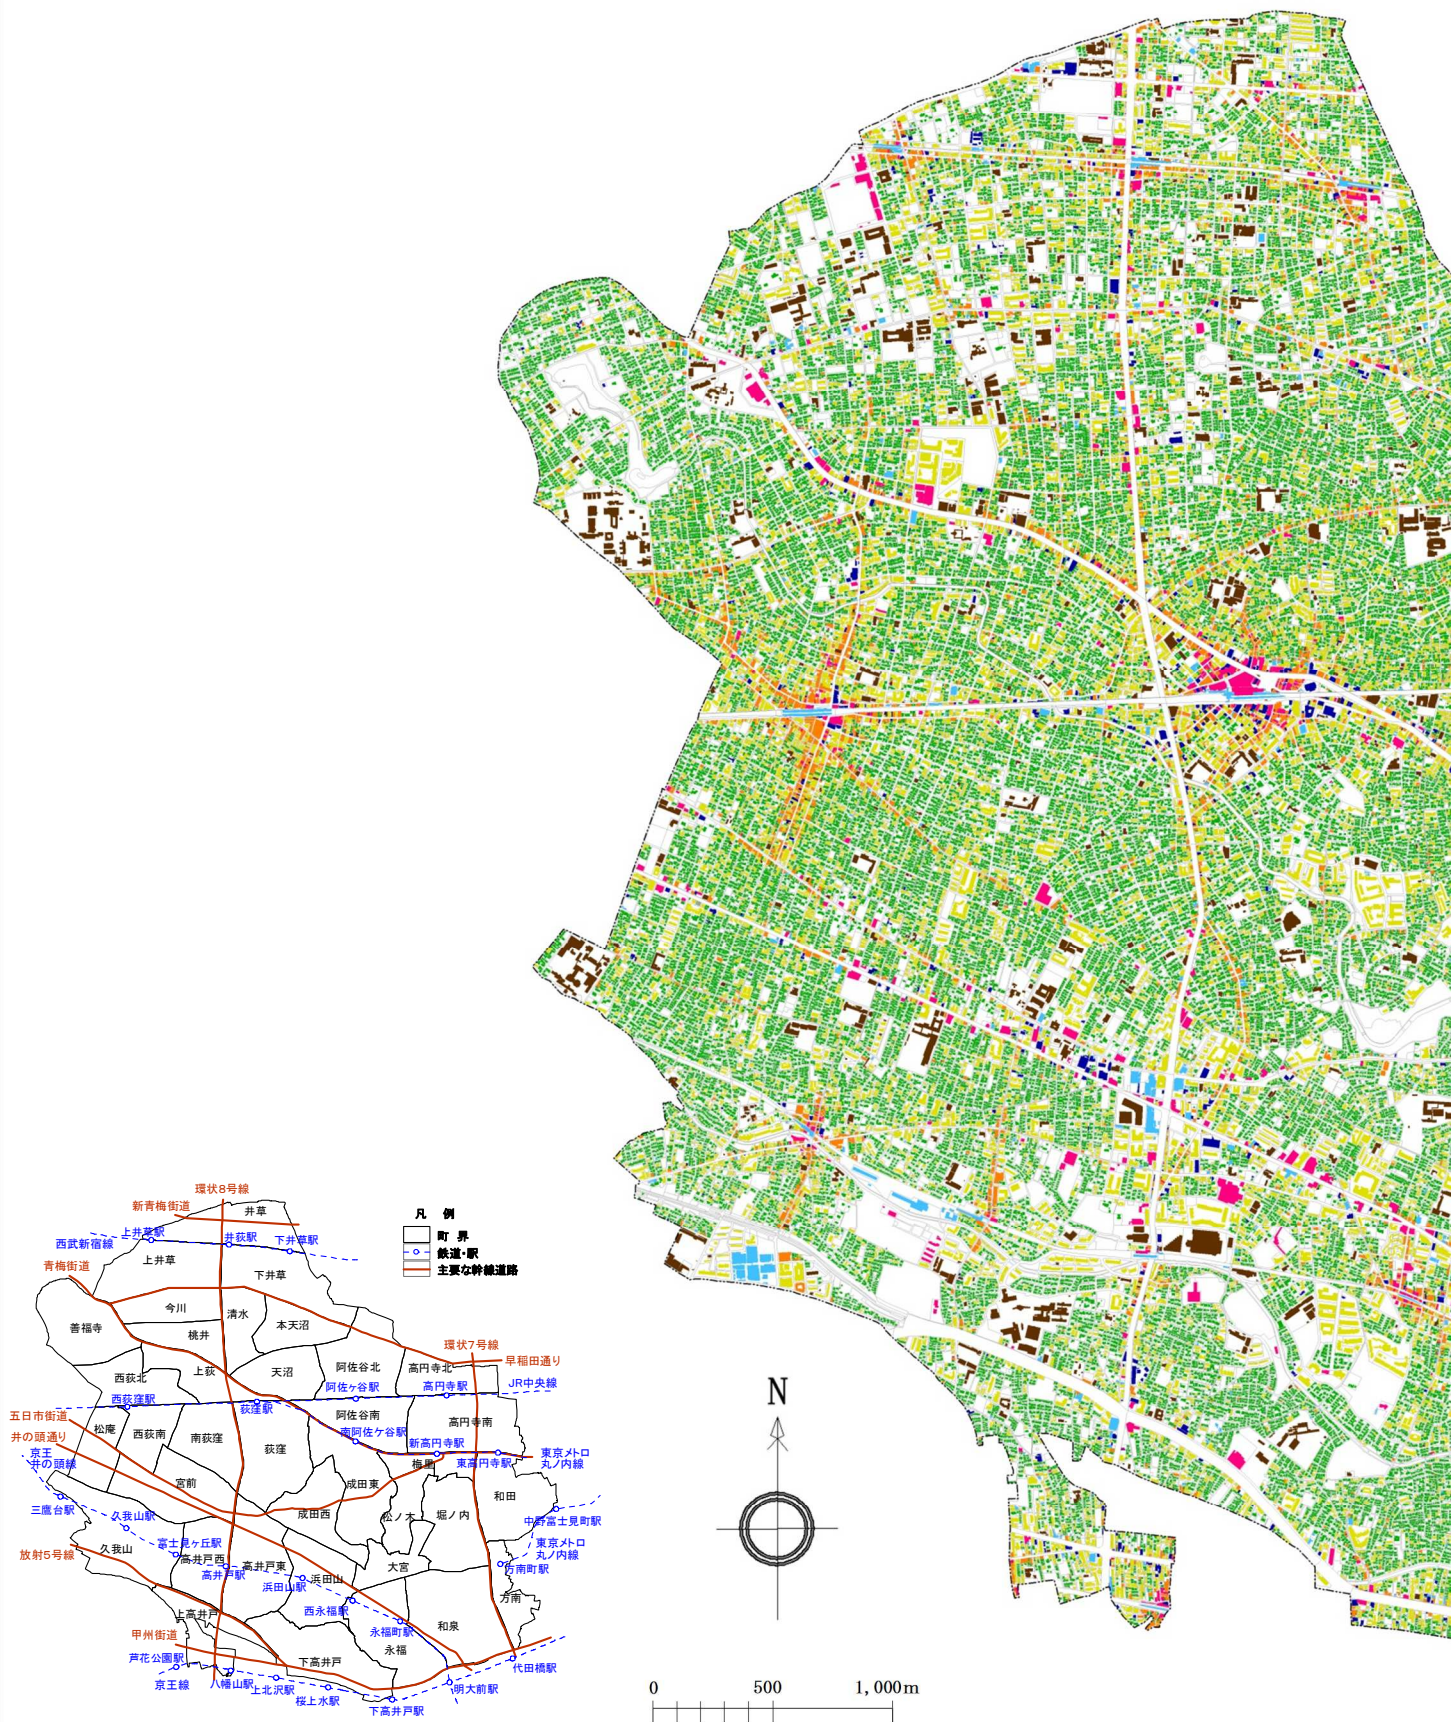 環状8号線
新青梅街道
井草
凡 例
町 界
鉄道・駅
主要な幹線道路
上井草駅
井荻駅
下井草駅
西武新宿線
上井草
青梅街道
下井草
今川
清水
善福寺
桃井
本天沼
環状7号線
早稲田通り
上荻
天沼
阿佐谷北
高円寺北
西荻北
阿佐ヶ谷駅
高円寺駅
JR中央線
西荻窪駅
荻窪駅
五日市街道
松庵
西荻南
南荻窪
阿佐谷南
高円寺南
井の頭通り
荻窪
南阿佐ケ谷駅
新高円寺駅
京王
井の頭線
梅里
東高円寺駅
東京メトロ
丸ノ内線
宮前
成田東
三鷹台駅
久我山駅
成田西
松ノ木
堀ノ内
和田
中野富士見町駅
富士見ヶ丘駅
放射5号線
久我山
高井戸西
高井戸駅
高井戸東
浜田山
浜田山駅
大宮
東京メトロ
丸ノ内線
方南町駅
上高井戸
西永福駅
方南
甲州街道
永福町駅
和泉
芦花公園駅
下高井戸
永福
代田橋駅
京王線
八幡山駅
上北沢駅
桜上水駅
明大前駅
下高井戸駅
N
0 500 1,000m